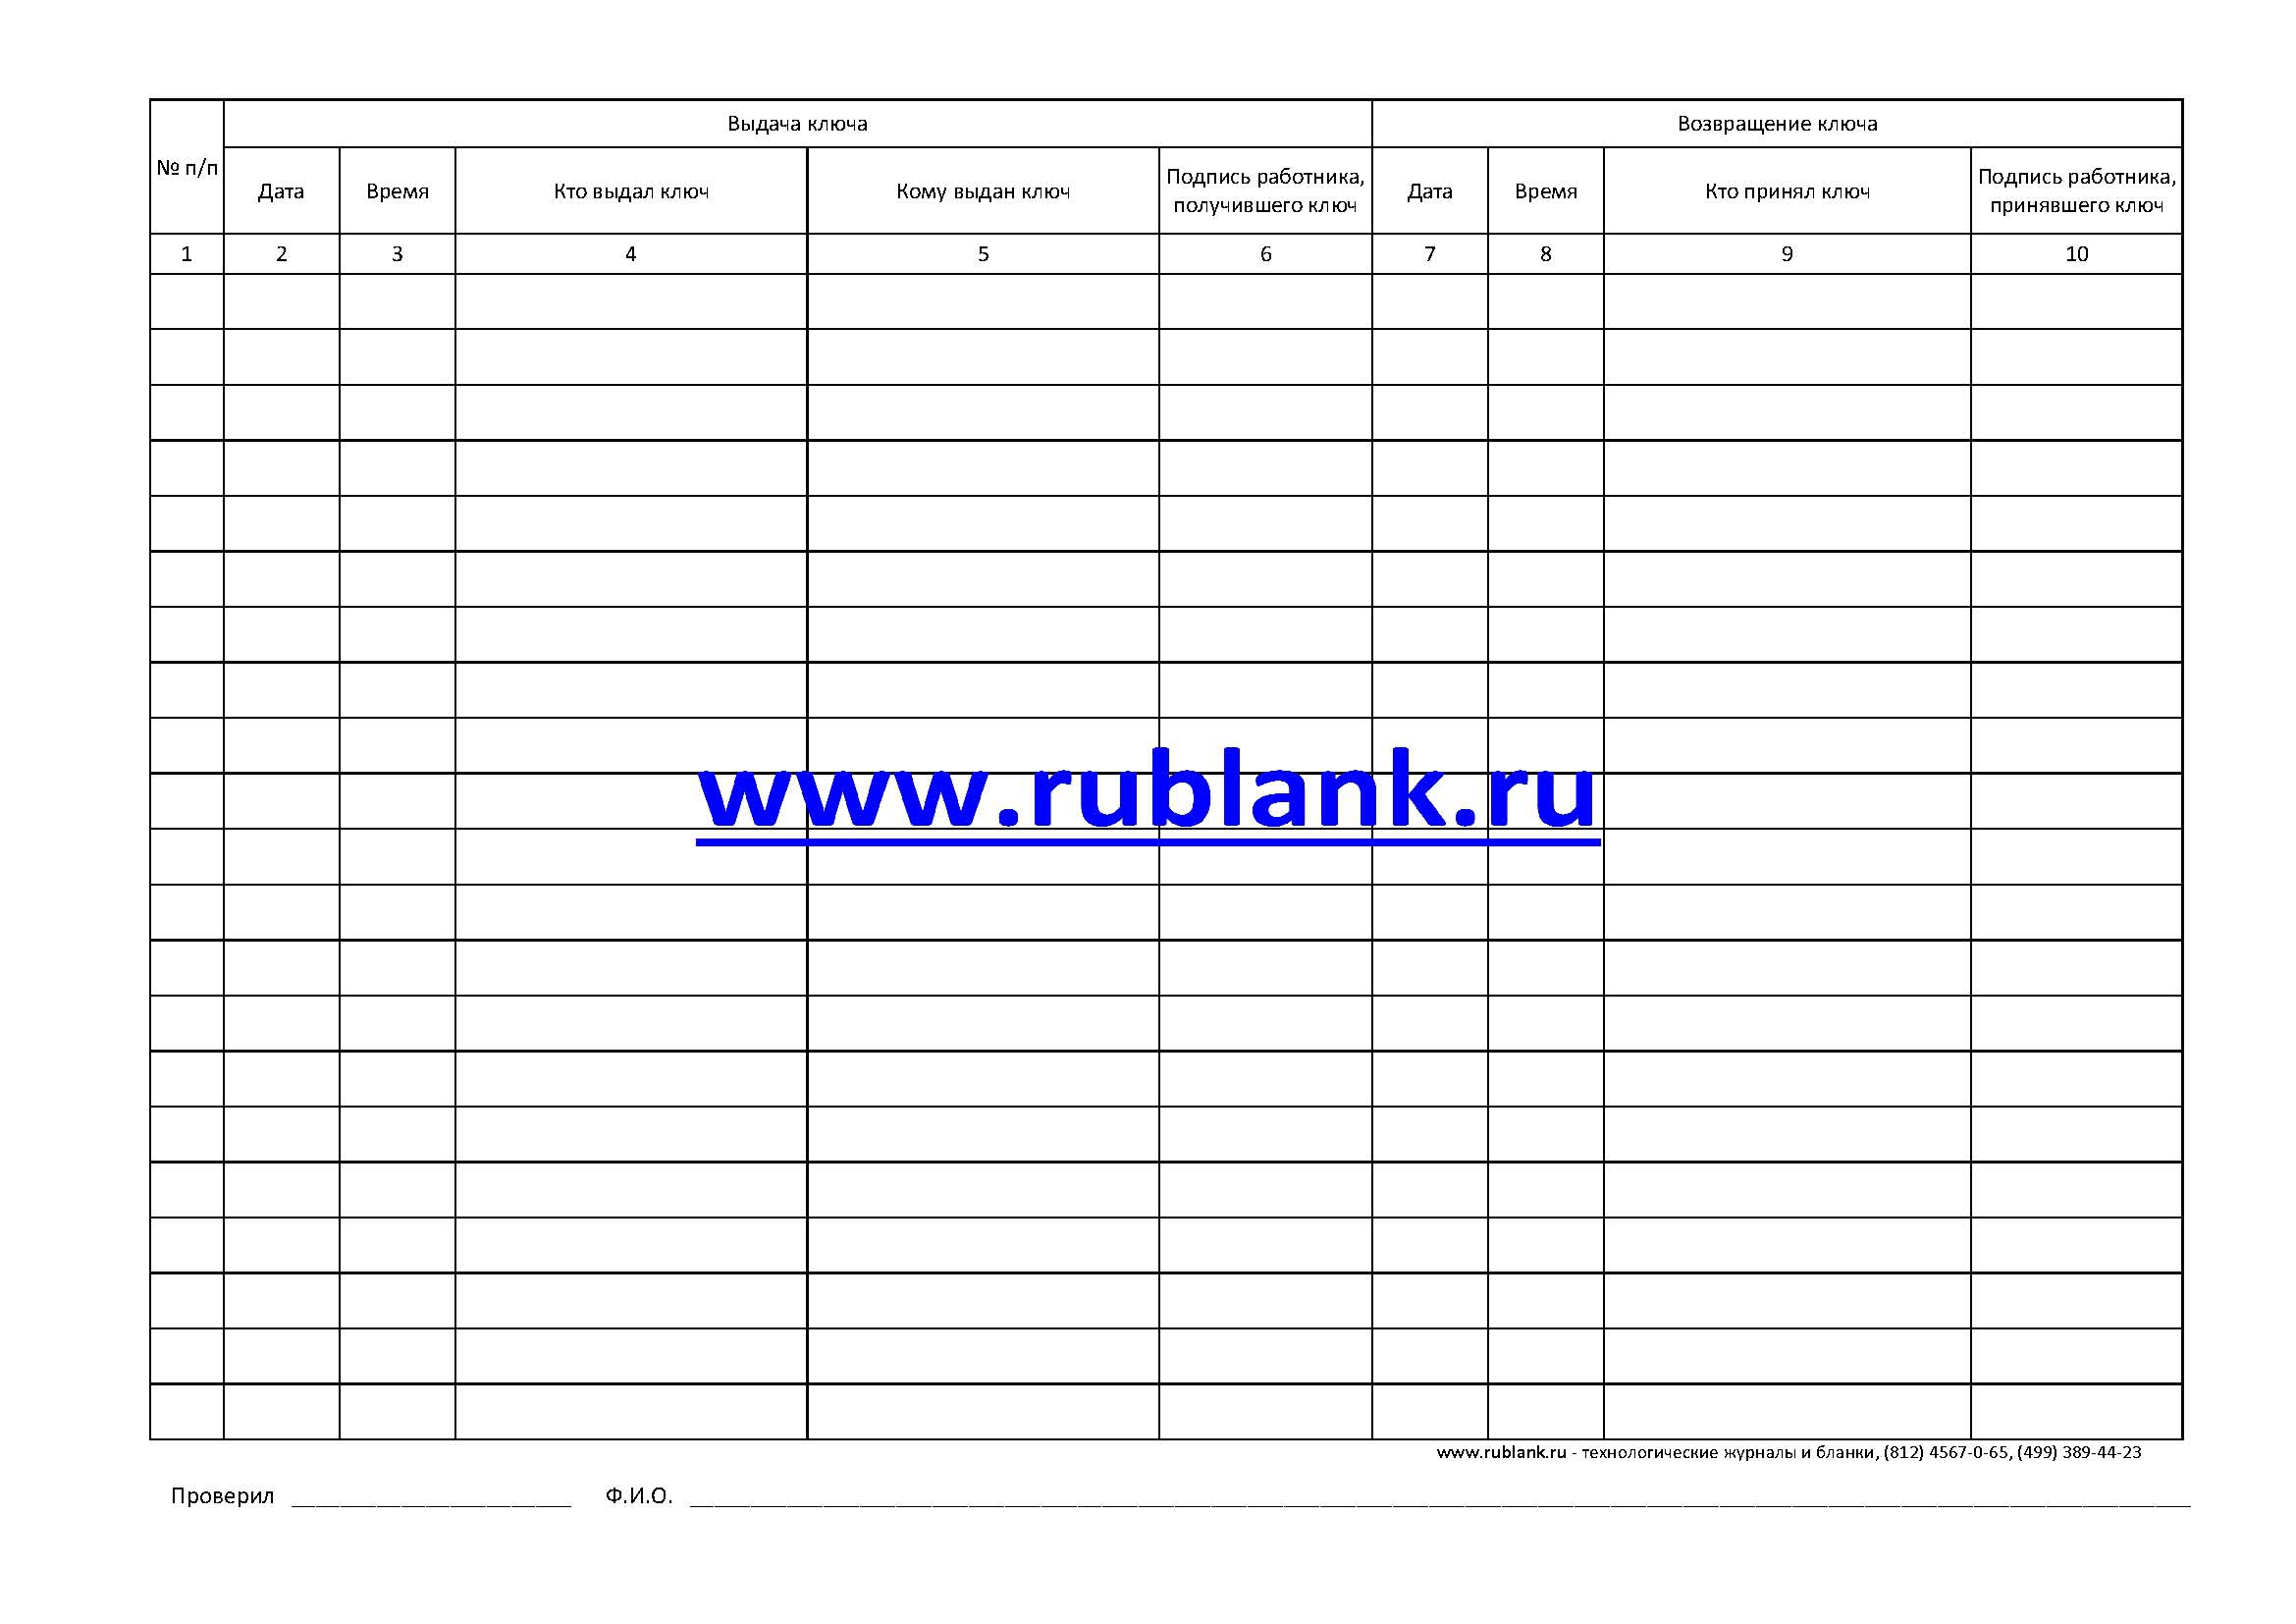 Выдача ключа
Возвращение ключа
№ п/п
Дата
Время
Кто выдал ключ
Кому выдан ключ
Подпись работника,
получившего ключ
Дата
Время
Кто принял ключ
Подпись работника,
принявшего ключ
1 2 3 4 5 6 7 8 9 10
www.rublank.ru
www.rublank.ru - технологические журналы и бланки, (812) 4567-0-65, (499) 389-44-23
Проверил _______________________ Ф.И.О. _______________________